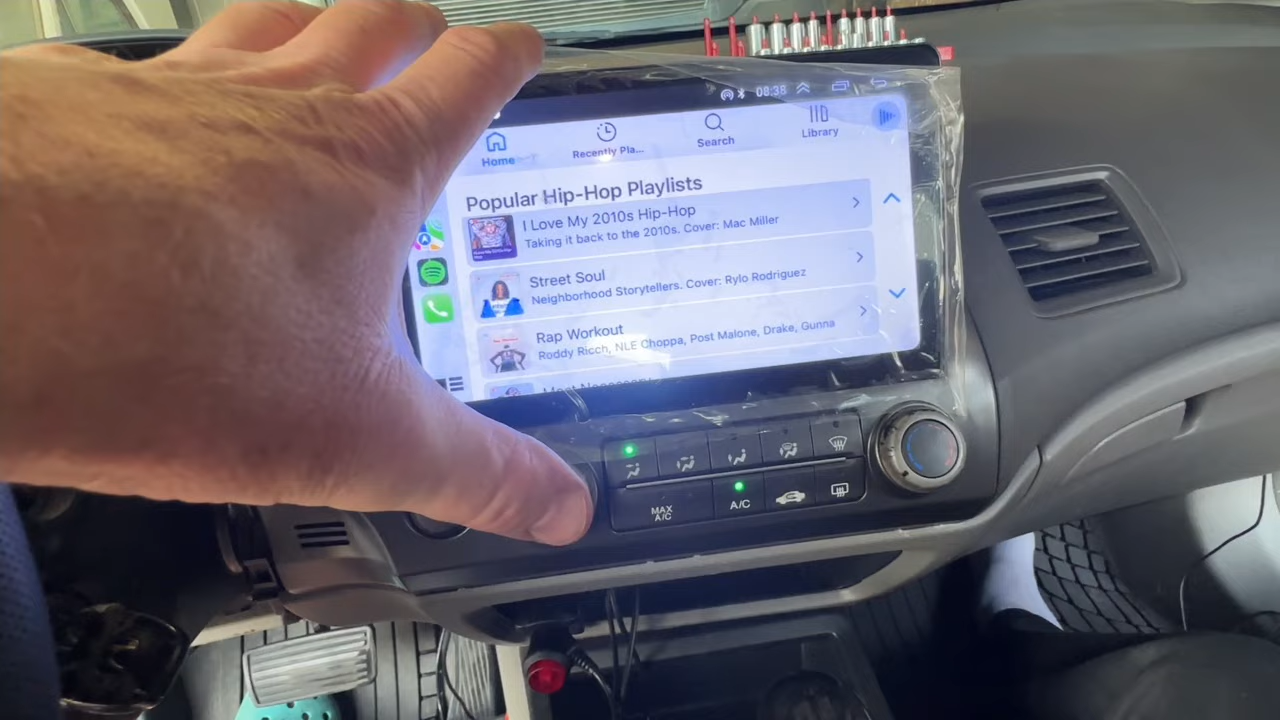 08:38
Home
Recently Pla...
Search
Library
Popular Hip-Hop Playlists
I Love My 2010s Hip-Hop
Taking it back to the 2010s. Cover: Mac Miller
Street Soul
Neighborhood Storytellers. Cover: Rylo Rodriguez
Rap Workout
Roddy Ricch, NLE Choppa, Post Malone, Drake, Gunna
MAX
A/C
A/C